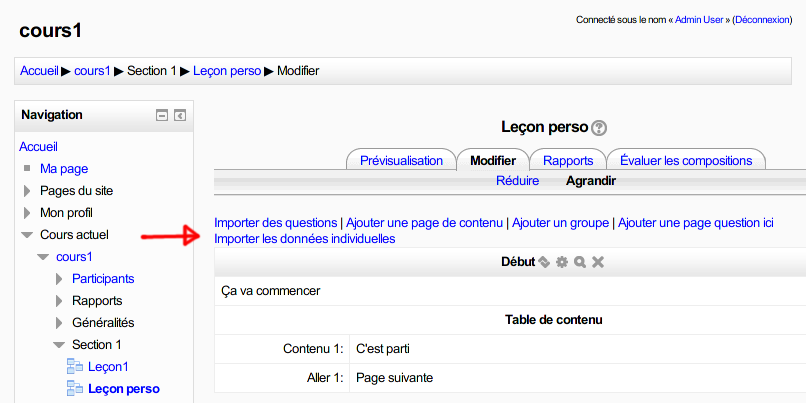 cours1
Connecté sous le nom « Admin User » (Déconnexion)
Accueil ▶ cours1 ▶ Section 1 ▶ Leçon perso ▶ Modifier
Navigation
Accueil
Ma page
Pages du site
Mon profil
Cours actuel
cours1
Participants
Rapports
Généralités
Section 1
Leçon1
Leçon perso
Leçon perso
Prévisualisation Modifier Rapports Évaluer les compositions
Réduire Agrandir
Importer des questions | Ajouter une page de contenu | Ajouter un groupe | Ajouter une page question ici
Importer les données individuelles
Début
Ça va commencer
Table de contenu
Contenu 1: C'est parti
Aller 1: Page suivante